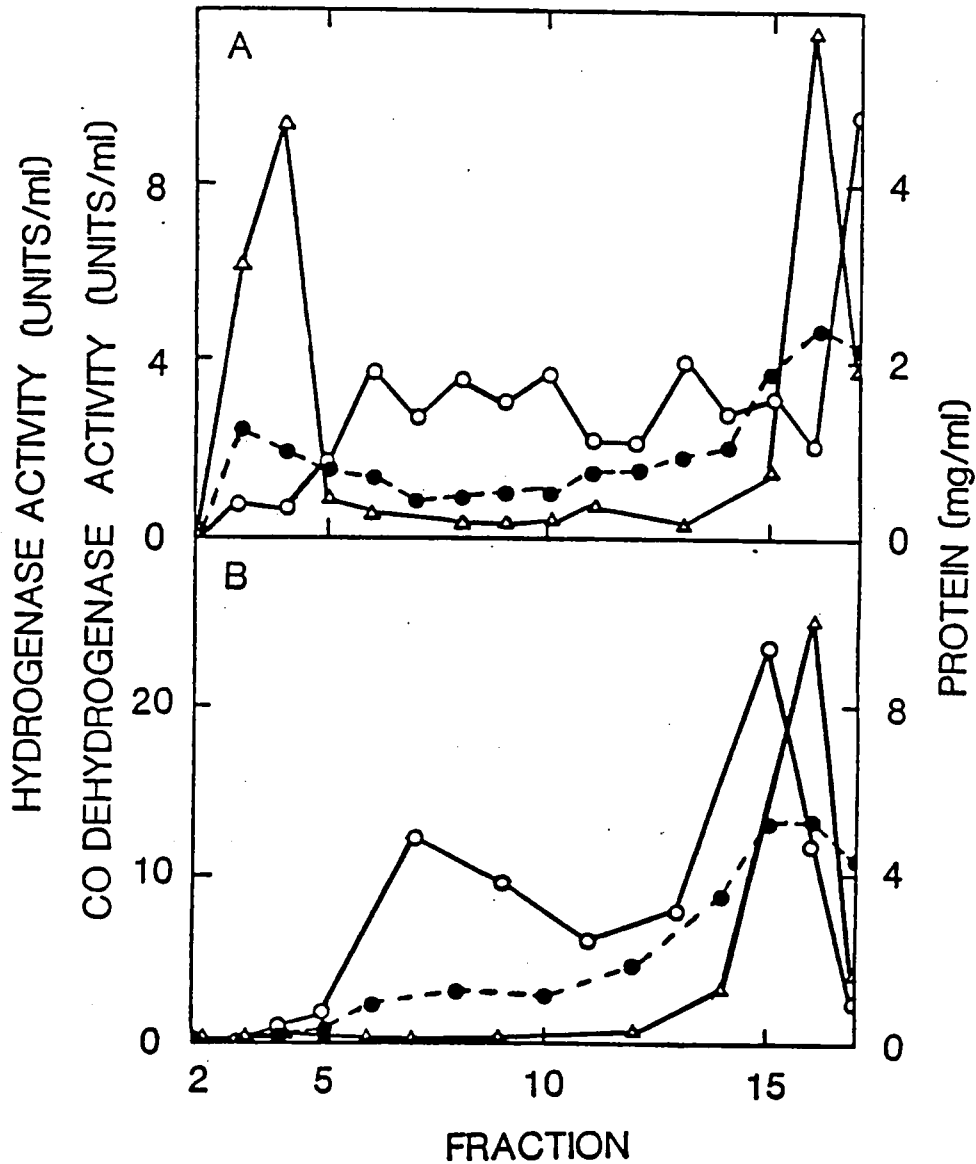 HYDROGENASE ACTIVITY (UNITS/ml)
CO DEHYDROGENASE ACTIVITY (UNITS/ml)
A
8
4
0
4
2
0
PROTEIN (mg/ml)
B
20
10
0
8
4
0
2 5 10 15
FRACTION